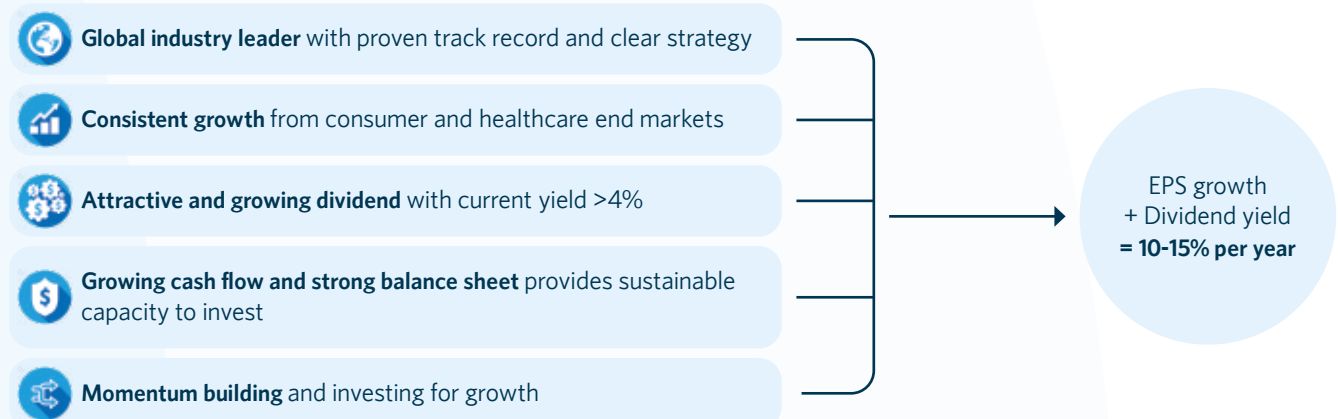 Global industry leader with proven track record and clear strategy
Consistent growth from consumer and healthcare end markets
Attractive and growing dividend with current yield >4%
Growing cash flow and strong balance sheet provides sustainable
capacity to invest
Momentum building and investing for growth
EPS growth
+ Dividend yield
= 10-15% per year